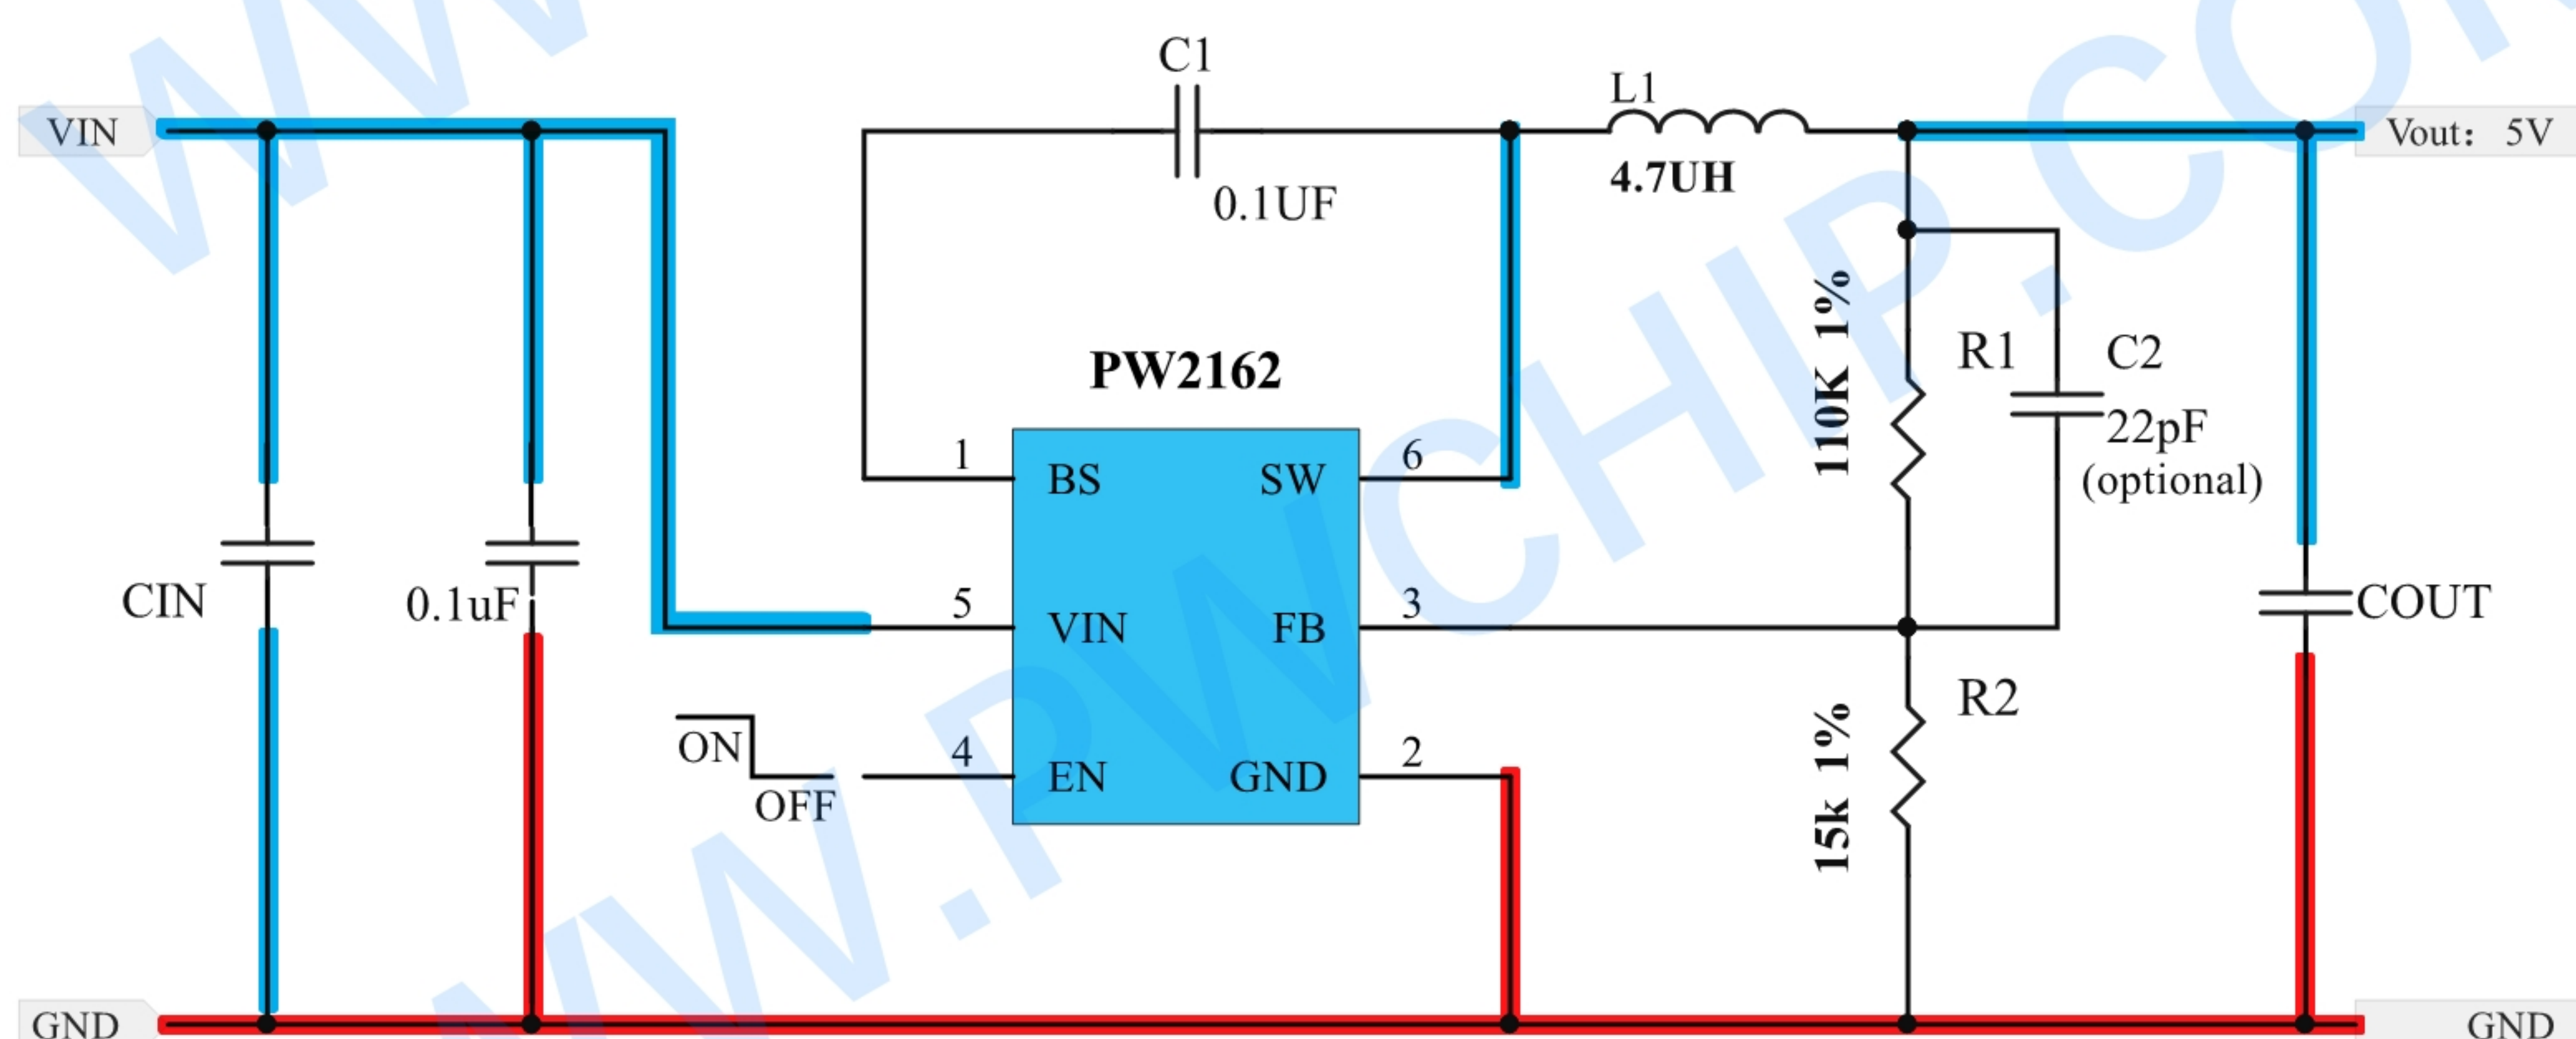 C1
L1
VIN
Vout： 5V
4.7UH
0.1UF
110K 1%
R1
C2
PW2162
22pF
(optional)
1
BS
SW
6
CIN
0.1uF
5
VIN
FB
3
COUT
R2
15k 1%
ON
OFF
4
EN
GND
2
GND
GND
WWW.PWCHIP.COM